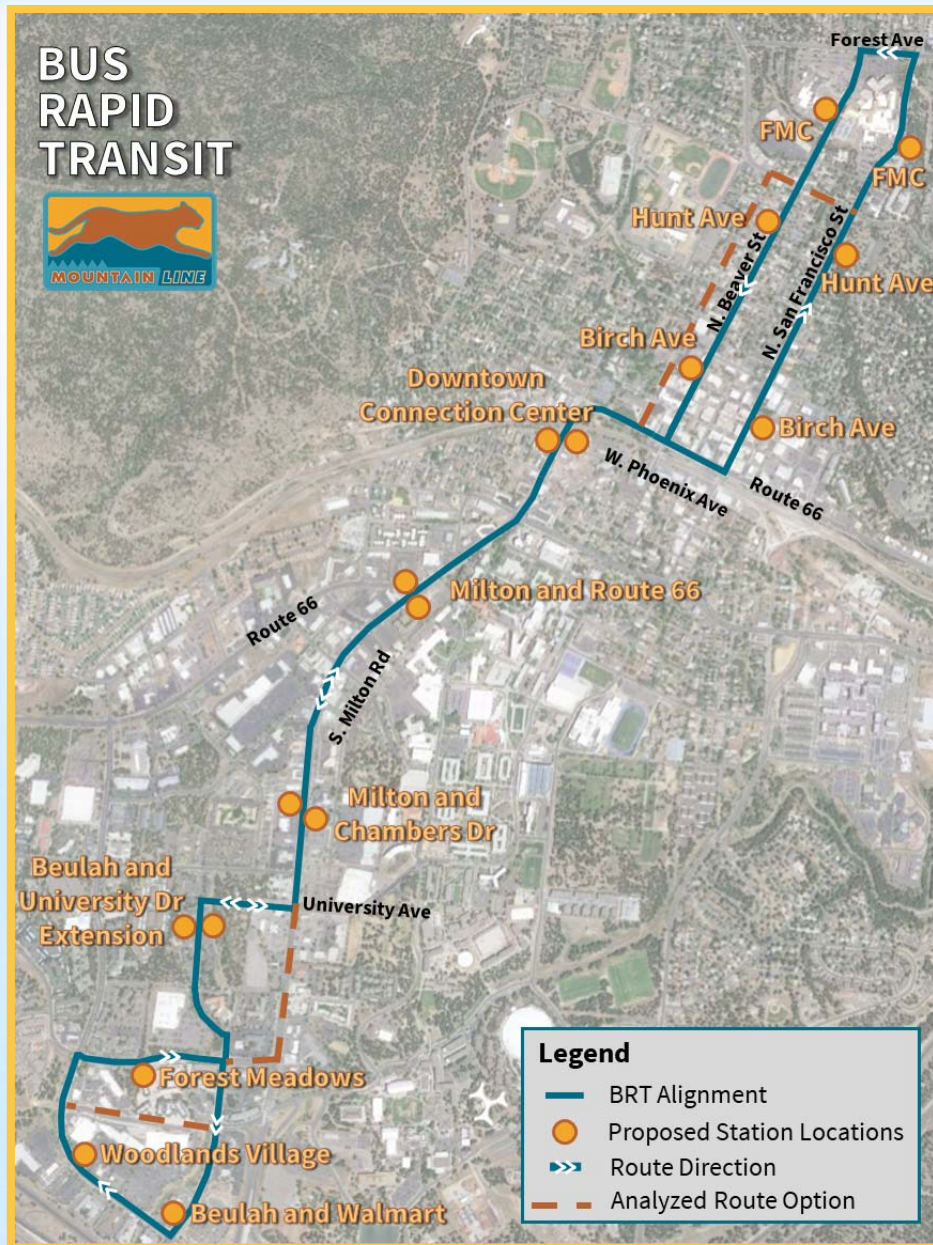 BUS
RAPID
TRANSIT
MOUNTAIN LINE
Forest Ave
FMC
FMC
Hunt Ave
N. Beaver St
N. San Francisco St
Hunt Ave
Birch Ave
Downtown
Connection Center
Birch Ave
W. Phoenix Ave
Route 66
Milton and Route 66
Route 66
S. Milton Rd
Milton and
Chambers Dr
Beulah and
University Dr
Extension
University Ave
Forest Meadows
Woodlands Village
Beulah and Walmart
Legend
BRT Alignment
Proposed Station Locations
Route Direction
Analyzed Route Option